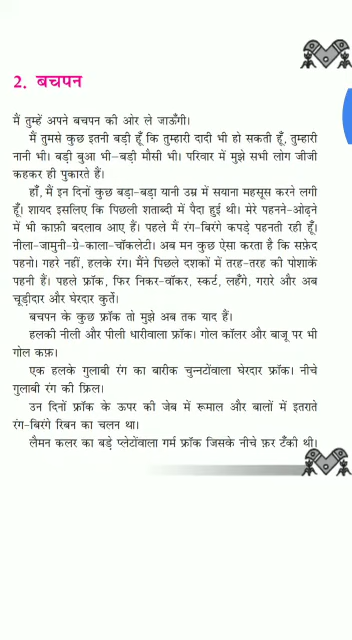 2. बचपन
मैं तुम्हें अपने बचपन की ओर ले जाऊँगी।
मैं तुमसे कुछ इतनी बड़ी हूँ कि तुम्हारी दादी भी हो सकती हूँ, तुम्हारी
नानी भी। बड़ी बुआ भी–बड़ी मौसी भी। परिवार में मुझे सभी लोग जीजी
कहकर ही पुकारते हैं।
हाँ, मैं इन दिनों कुछ बड़ा-बड़ा यानी उम्र में सयाना महसूस करने लगी
हूँ। शायद इसलिए कि पिछली शताब्दी में पैदा हुई थी। मेरे पहनने-ओढ़ने
में भी काफ़ी बदलाव आए हैं। पहले मैं रंग-बिरंगे कपड़े पहनती रही हूँ।
नीला-जामुनी-ग्रे-काला-चॉकलेटी। अब मन कुछ ऐसा करता है कि सफ़ेद
पहनो। गहरे नहीं, हलके रंग। मैंने पिछले दशकों में तरह-तरह की पोशाकें
पहनी हैं। पहले फ्रॉक, फिर निकर-वॉकर, स्कर्ट, लहँगे, गरारे और अब
चूड़ीदार और घेरदार कुर्ते।
बचपन के कुछ फ्रॉक तो मुझे अब तक याद हैं।
हलकी नीली और पीली धारीवाला फ्रॉक। गोल कॉलर और बाजू पर भी
गोल कफ़।
एक हलके गुलाबी रंग का बारीक चुन्नटोंवाला घेरदार फ्रॉक। नीचे
गुलाबी रंग की फ्रिल।
उन दिनों फ्रॉक के ऊपर की जेब में रूमाल और बालों में इतराते
रंग-बिरंगे रिबन का चलन था।
लैमन कलर का बड़े प्लेटोंवाला गर्म फ्रॉक जिसके नीचे फ़र टँकी थी।